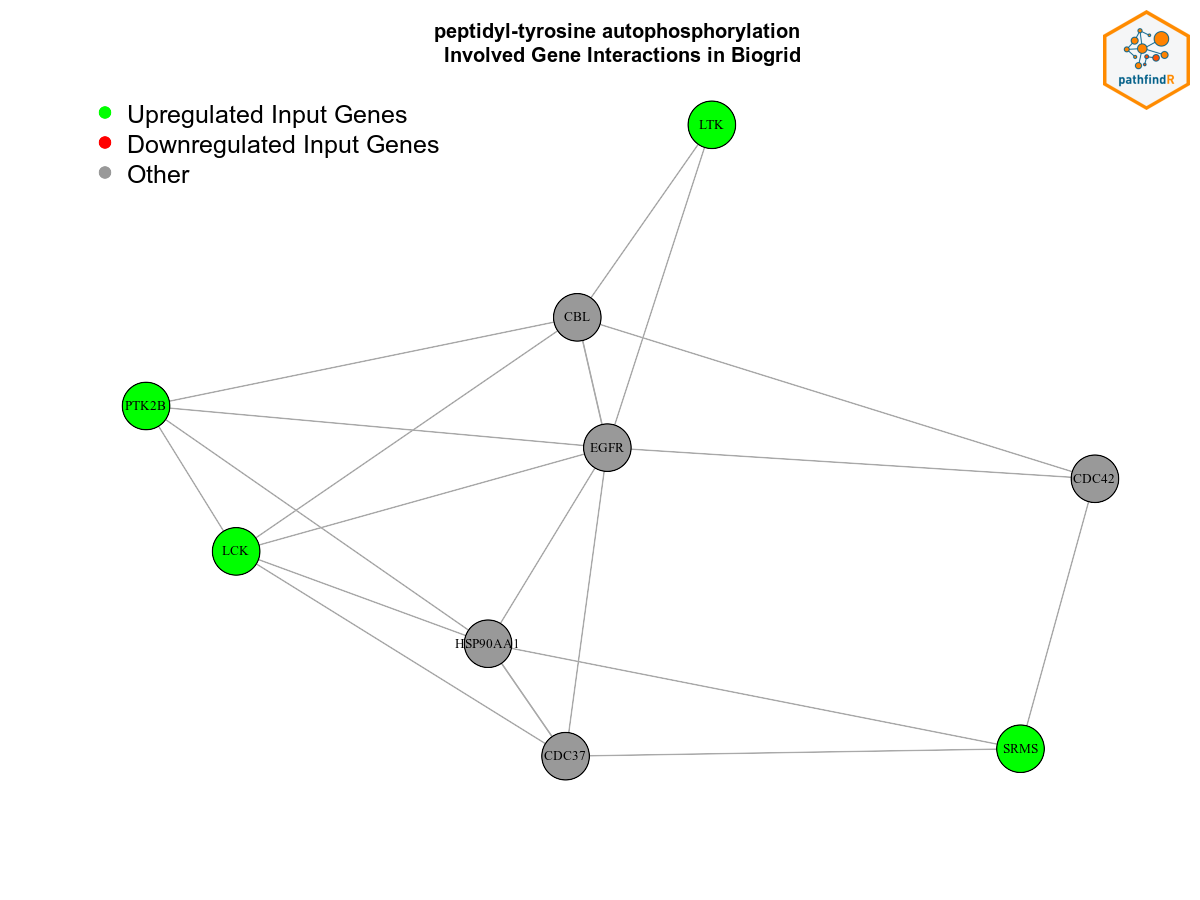 peptidyl-tyrosine autophosphorylation
Involved Gene Interactions in Biogrid
pathfindR
Upregulated Input Genes
Downregulated Input Genes
Other
LTK
CBL
PTK2B
EGFR
CDC42
LCK
HSP90AA1
CDC37
SRMS